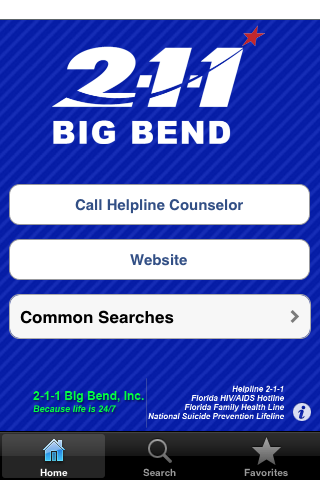 2-1-1
BIG BEND
Call Helpline Counselor
Website
Common Searches
2-1-1 Big Bend, Inc.
Because life is 24/7
Helpline 2-1-1
Florida HIV/AIDS Hotline
Florida Family Health Line
National Suicide Prevention Lifeline
i
Home
Search
Favorites